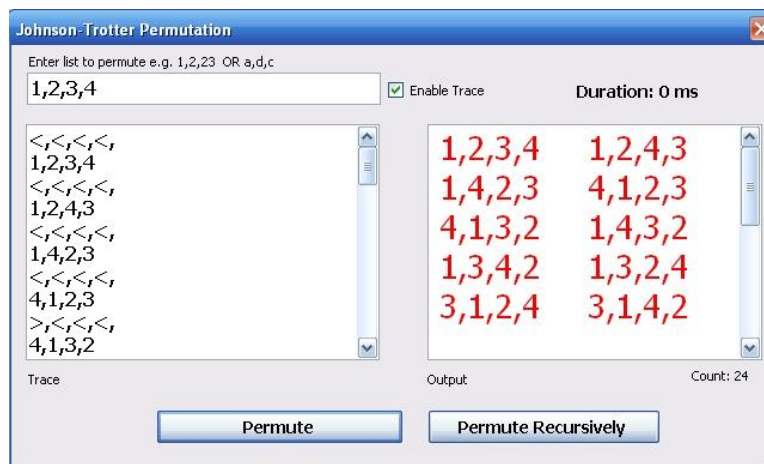 Johnson-Trotter Permutation
Enter list to permute e.g. 1,2,23 OR a,d,c
1,2,3,4
Enable Trace
Duration: 0 ms
<,<,<,<,
1,2,3,4
<,<,<,<,
1,2,4,3
<,<,<,<,
1,4,2,3
<,<,<,<,
4,1,2,3
>,<,<,<,
4,1,3,2
1,2,3,4 1,2,4,3
1,4,2,3 4,1,2,3
4,1,3,2 1,4,3,2
1,3,4,2 1,3,2,4
3,1,2,4 3,1,4,2
Trace
Output
Count: 24
Permute
Permute Recursively